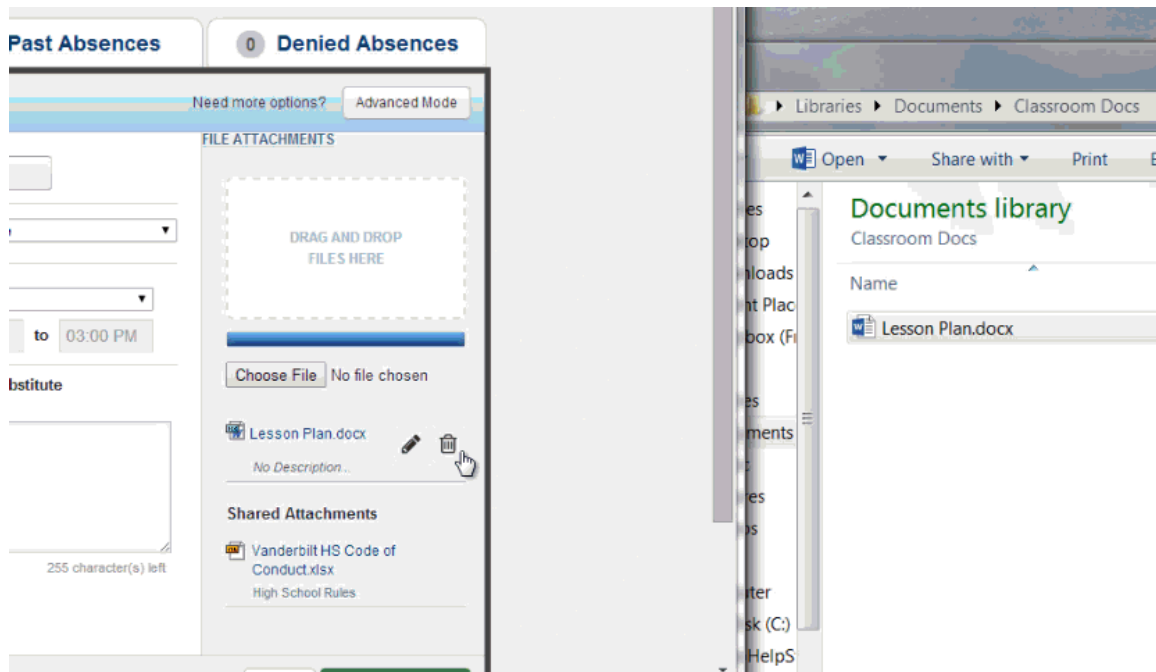 Past Absences
0 Denied Absences
Need more options? Advanced Mode
FILE ATTACHMENTS
DRAG AND DROP
FILES HERE
to 03:00 PM
Choose File No file chosen
bstitute
Lesson Plan.docx
No Description...
Shared Attachments
Vanderbilt HS Code of
Conduct.xlsx
High School Rules
255 character(s) left
Libraries Documents Classroom Docs
Open Share with Print
Documents library
Classroom Docs
Name
Lesson Plan.docx
es
top
nloads
nt Plac
box (Fr
es
ments
t
res
os
uter
sk (C:)
HelpS